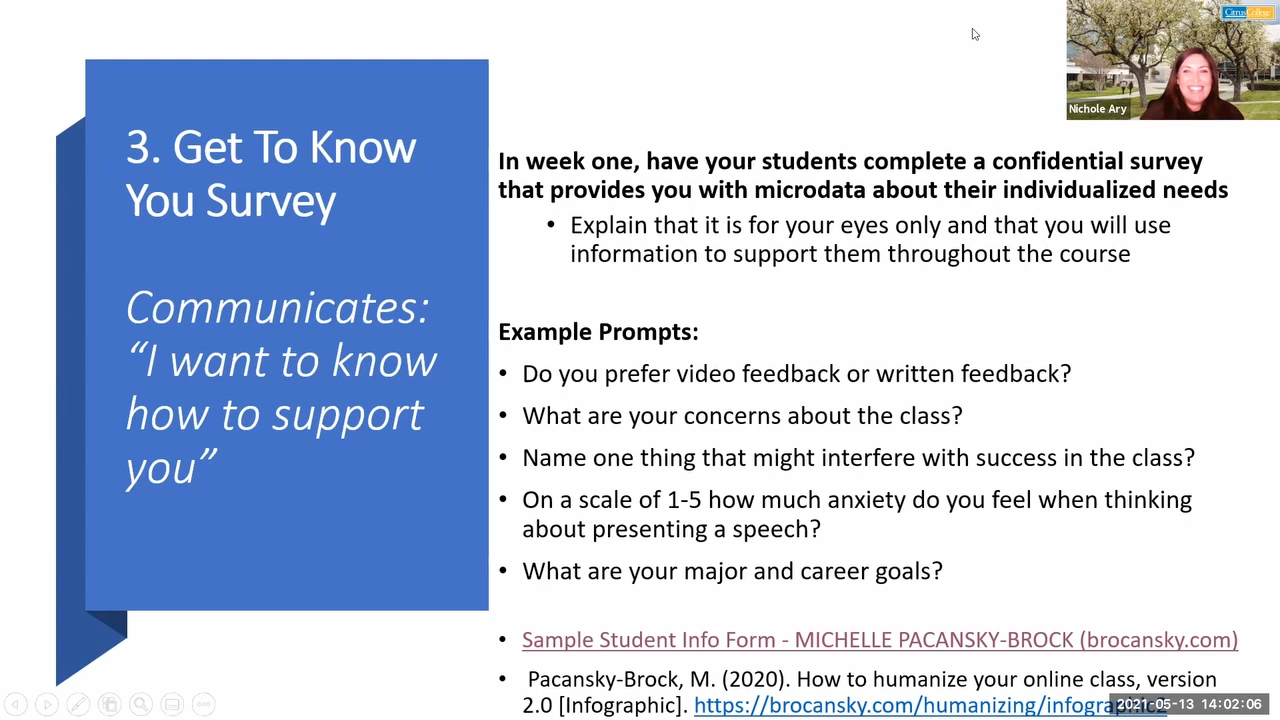 CitrusCollege
Nichole Ary
3. Get To Know
You Survey
Communicates:
“I want to know
how to support
you”
In week one, have your students complete a confidential survey
that provides you with microdata about their individualized needs
• Explain that it is for your eyes only and that you will use
information to support them throughout the course
Example Prompts:
• Do you prefer video feedback or written feedback?
• What are your concerns about the class?
• Name one thing that might interfere with success in the class?
• On a scale of 1-5 how much anxiety do you feel when thinking
about presenting a speech?
• What are your major and career goals?
• Sample Student Info Form - MICHELLE PACANSKY-BROCK (brocansky.com)
• Pacansky-Brock, M. (2020). How to humanize your online class, version
2.0 [Infographic]. https://brocansky.com/humanizing/infographic2
2021-05-13 14:02:06